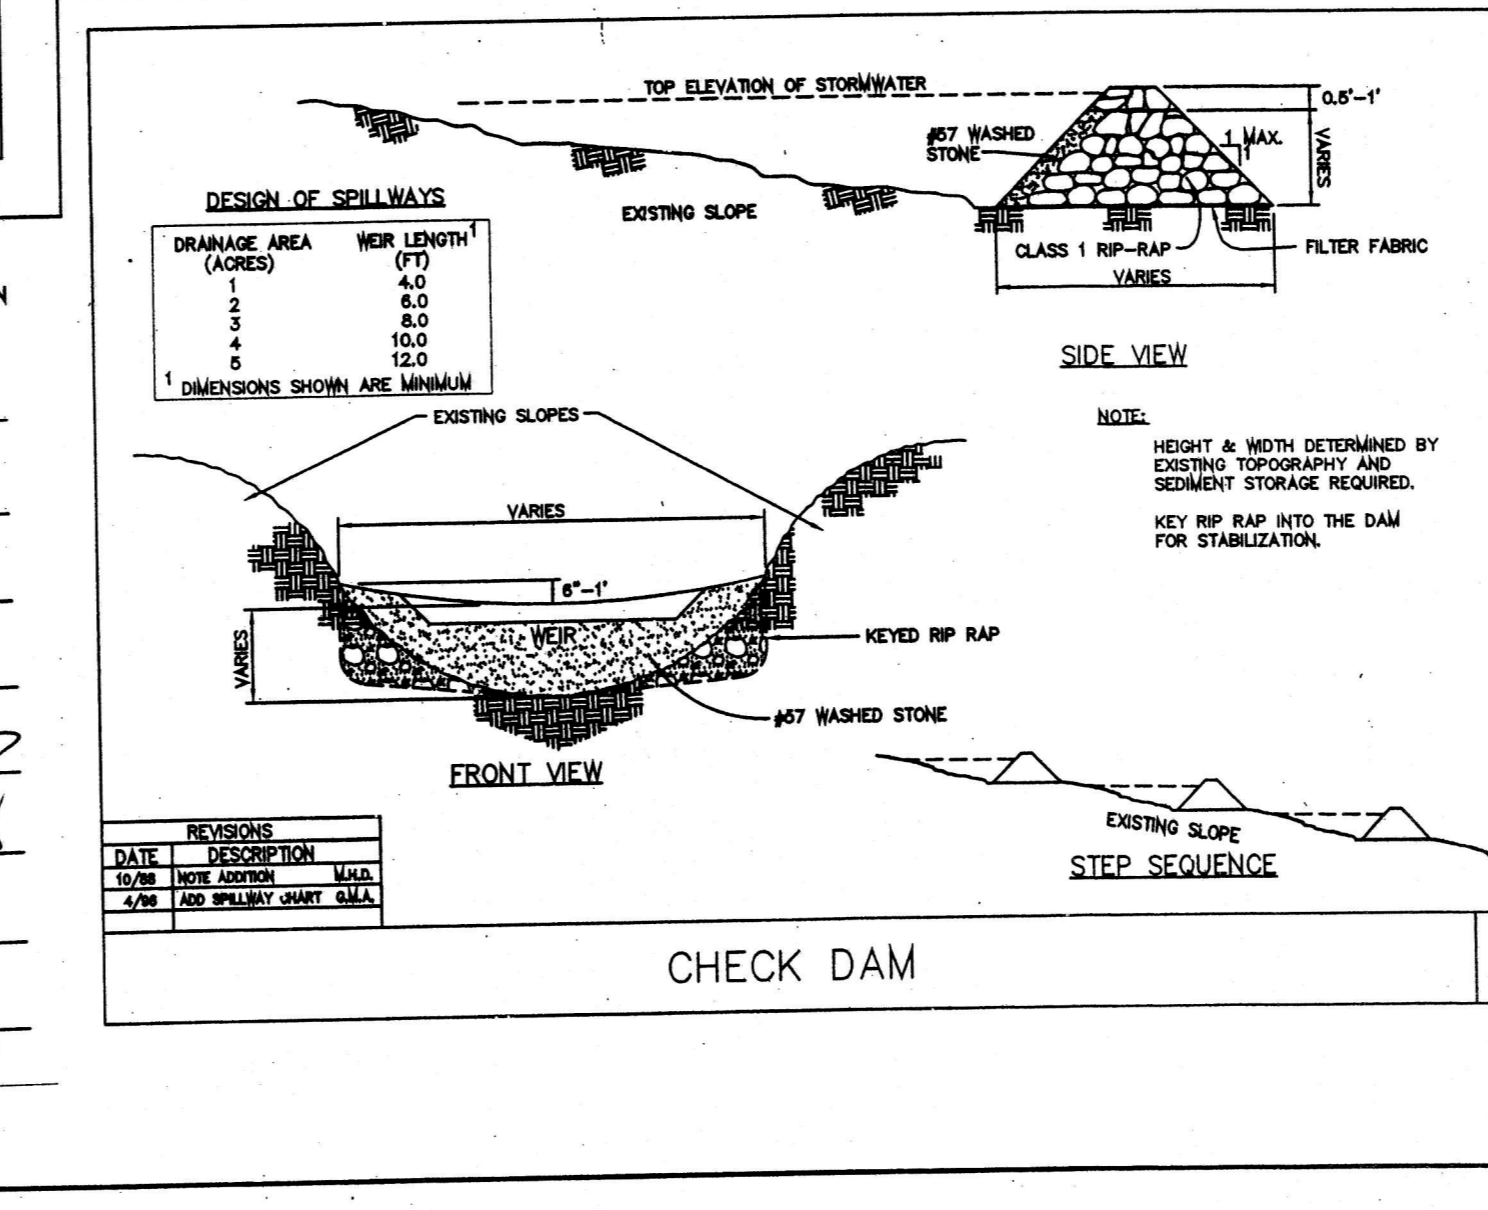 TOP ELEVATION OF STORMWATER
0.5'-1'
#57 WASHED
STONE
1 MAX.
1
VARIES
EXISTING SLOPE
CLASS 1 RIP-RAP
FILTER FABRIC
VARIES
SIDE VIEW
DESIGN OF SPILLWAYS
DRAINAGE AREA WEIR LENGTH1
(ACRES) (FT)
1 4.0
2 6.0
3 8.0
4 10.0
5 12.0
1 DIMENSIONS SHOWN ARE MINIMUM
NOTE:
HEIGHT & WIDTH DETERMINED BY
EXISTING TOPOGRAPHY AND
SEDIMENT STORAGE REQUIRED.
KEY RIP RAP INTO THE DAM
FOR STABILIZATION.
EXISTING SLOPES
VARIES
6"-1'
WEIR
VARIES
KEYED RIP RAP
#57 WASHED STONE
FRONT VIEW
EXISTING SLOPE
STEP SEQUENCE
REVISIONS
DATE DESCRIPTION
10/88 NOTE ADDITION M.H.D.
4/96 ADD SPILLWAY CHART G.M.A.
CHECK DAM